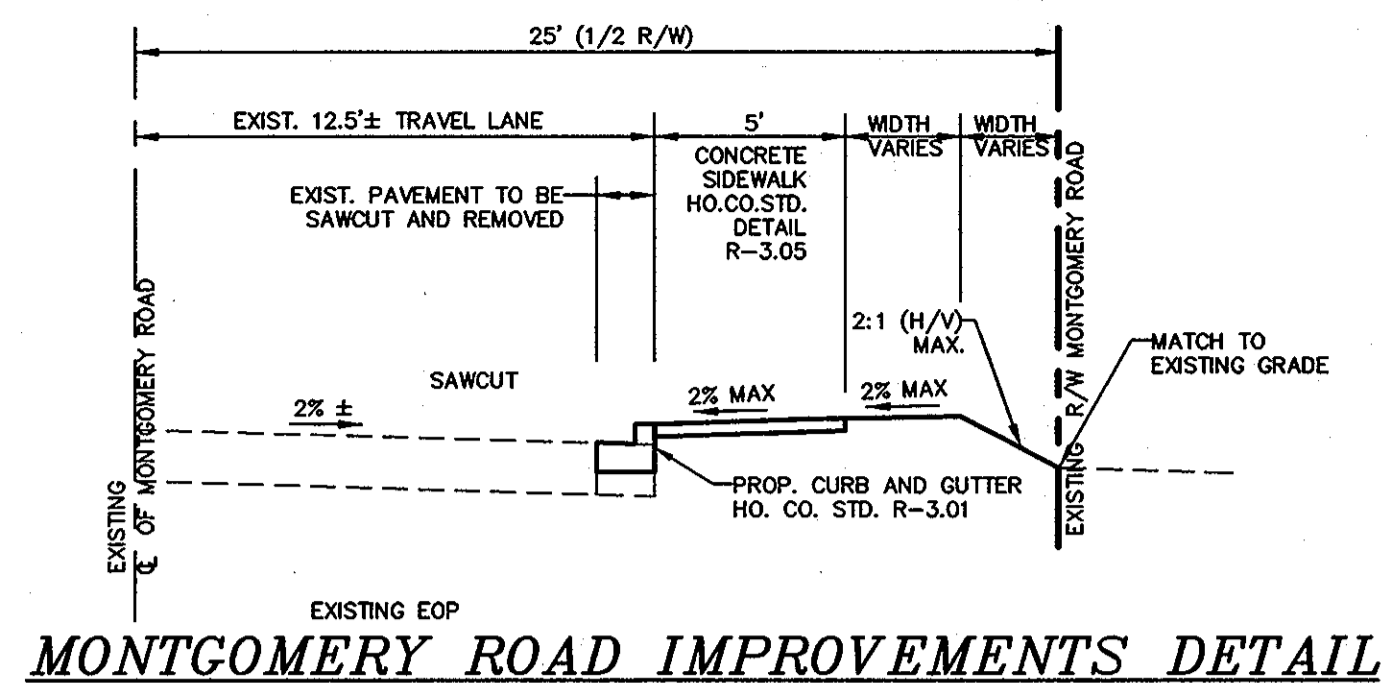 25' (1/2 R/W)
EXIST. 12.5'± TRAVEL LANE
5'
WIDTH
VARIES
WIDTH
VARIES
CONCRETE
SIDEWALK
HO.CO.STD.
DETAIL
R-3.05
EXIST. PAVEMENT TO BE
SAWCUT AND REMOVED
EXISTING
℄ OF MONTGOMERY ROAD
SAWCUT
2% ±
2% MAX
2% MAX
2:1 (H/V)
MAX.
EXISTING R/W MONTGOMERY ROAD
MATCH TO
EXISTING GRADE
PROP. CURB AND GUTTER
HO. CO. STD. R-3.01
EXISTING EOP
MONTGOMERY ROAD IMPROVEMENTS DETAIL